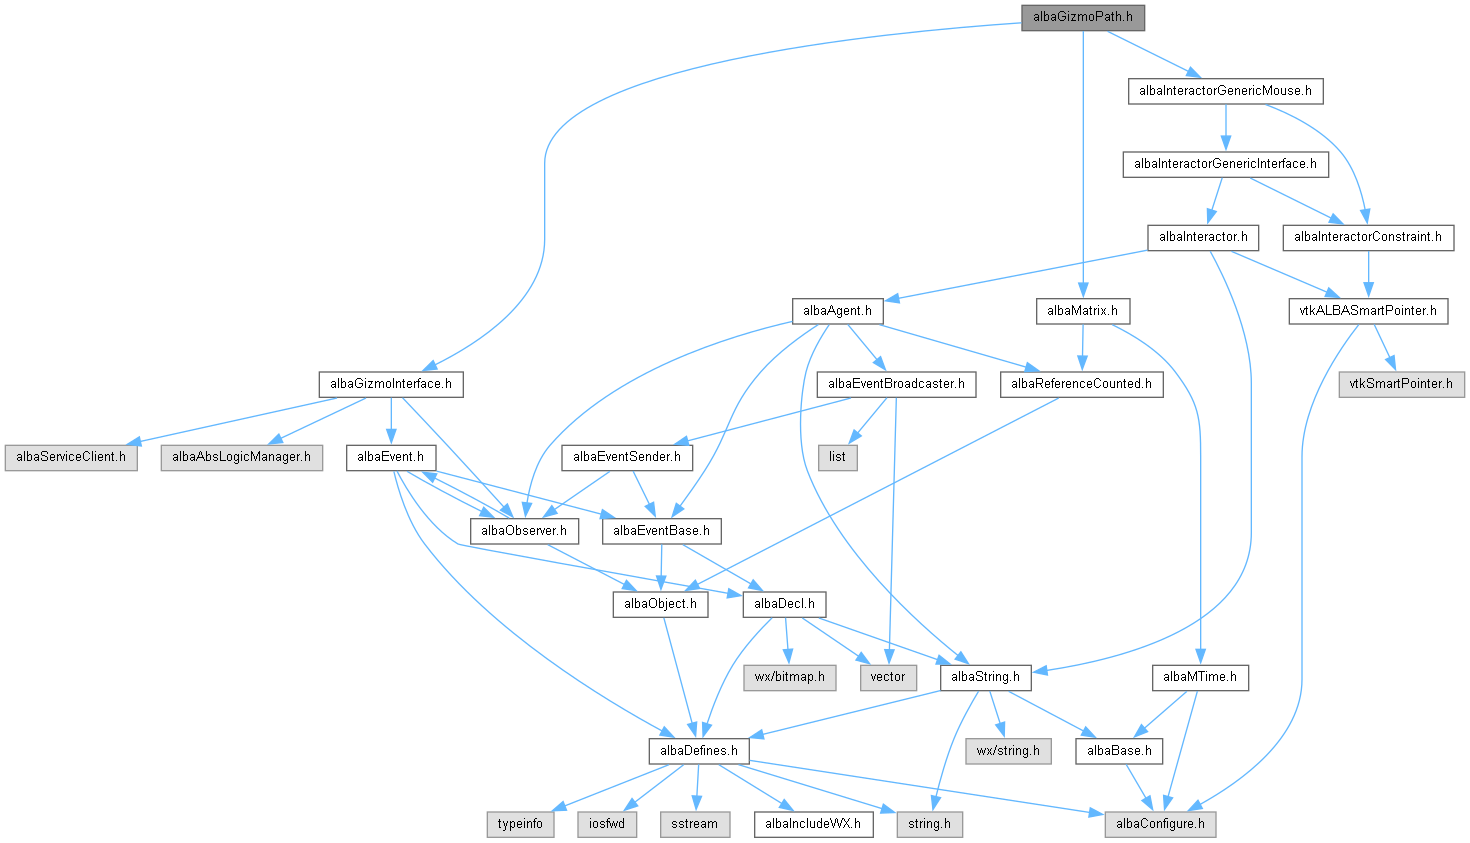 albaGizmoPath.h
albaInteractorGenericMouse.h
albaInteractorGenericInterface.h
albaInteractor.h
albaInteractorConstraint.h
albaAgent.h
albaMatrix.h
vtkALBASmartPointer.h
albaGizmoInterface.h
albaEventBroadcaster.h
albaReferenceCounted.h
vtkSmartPointer.h
albaServiceClient.h
albaAbsLogicManager.h
albaEvent.h
albaEventSender.h
list
albaObserver.h
albaEventBase.h
albaObject.h
albaDecl.h
wx/bitmap.h
vector
albaString.h
albaMTime.h
albaDefines.h
wx/string.h
albaBase.h
typeinfo
iosfwd
sstream
albaIncludeWX.h
string.h
albaConfigure.h